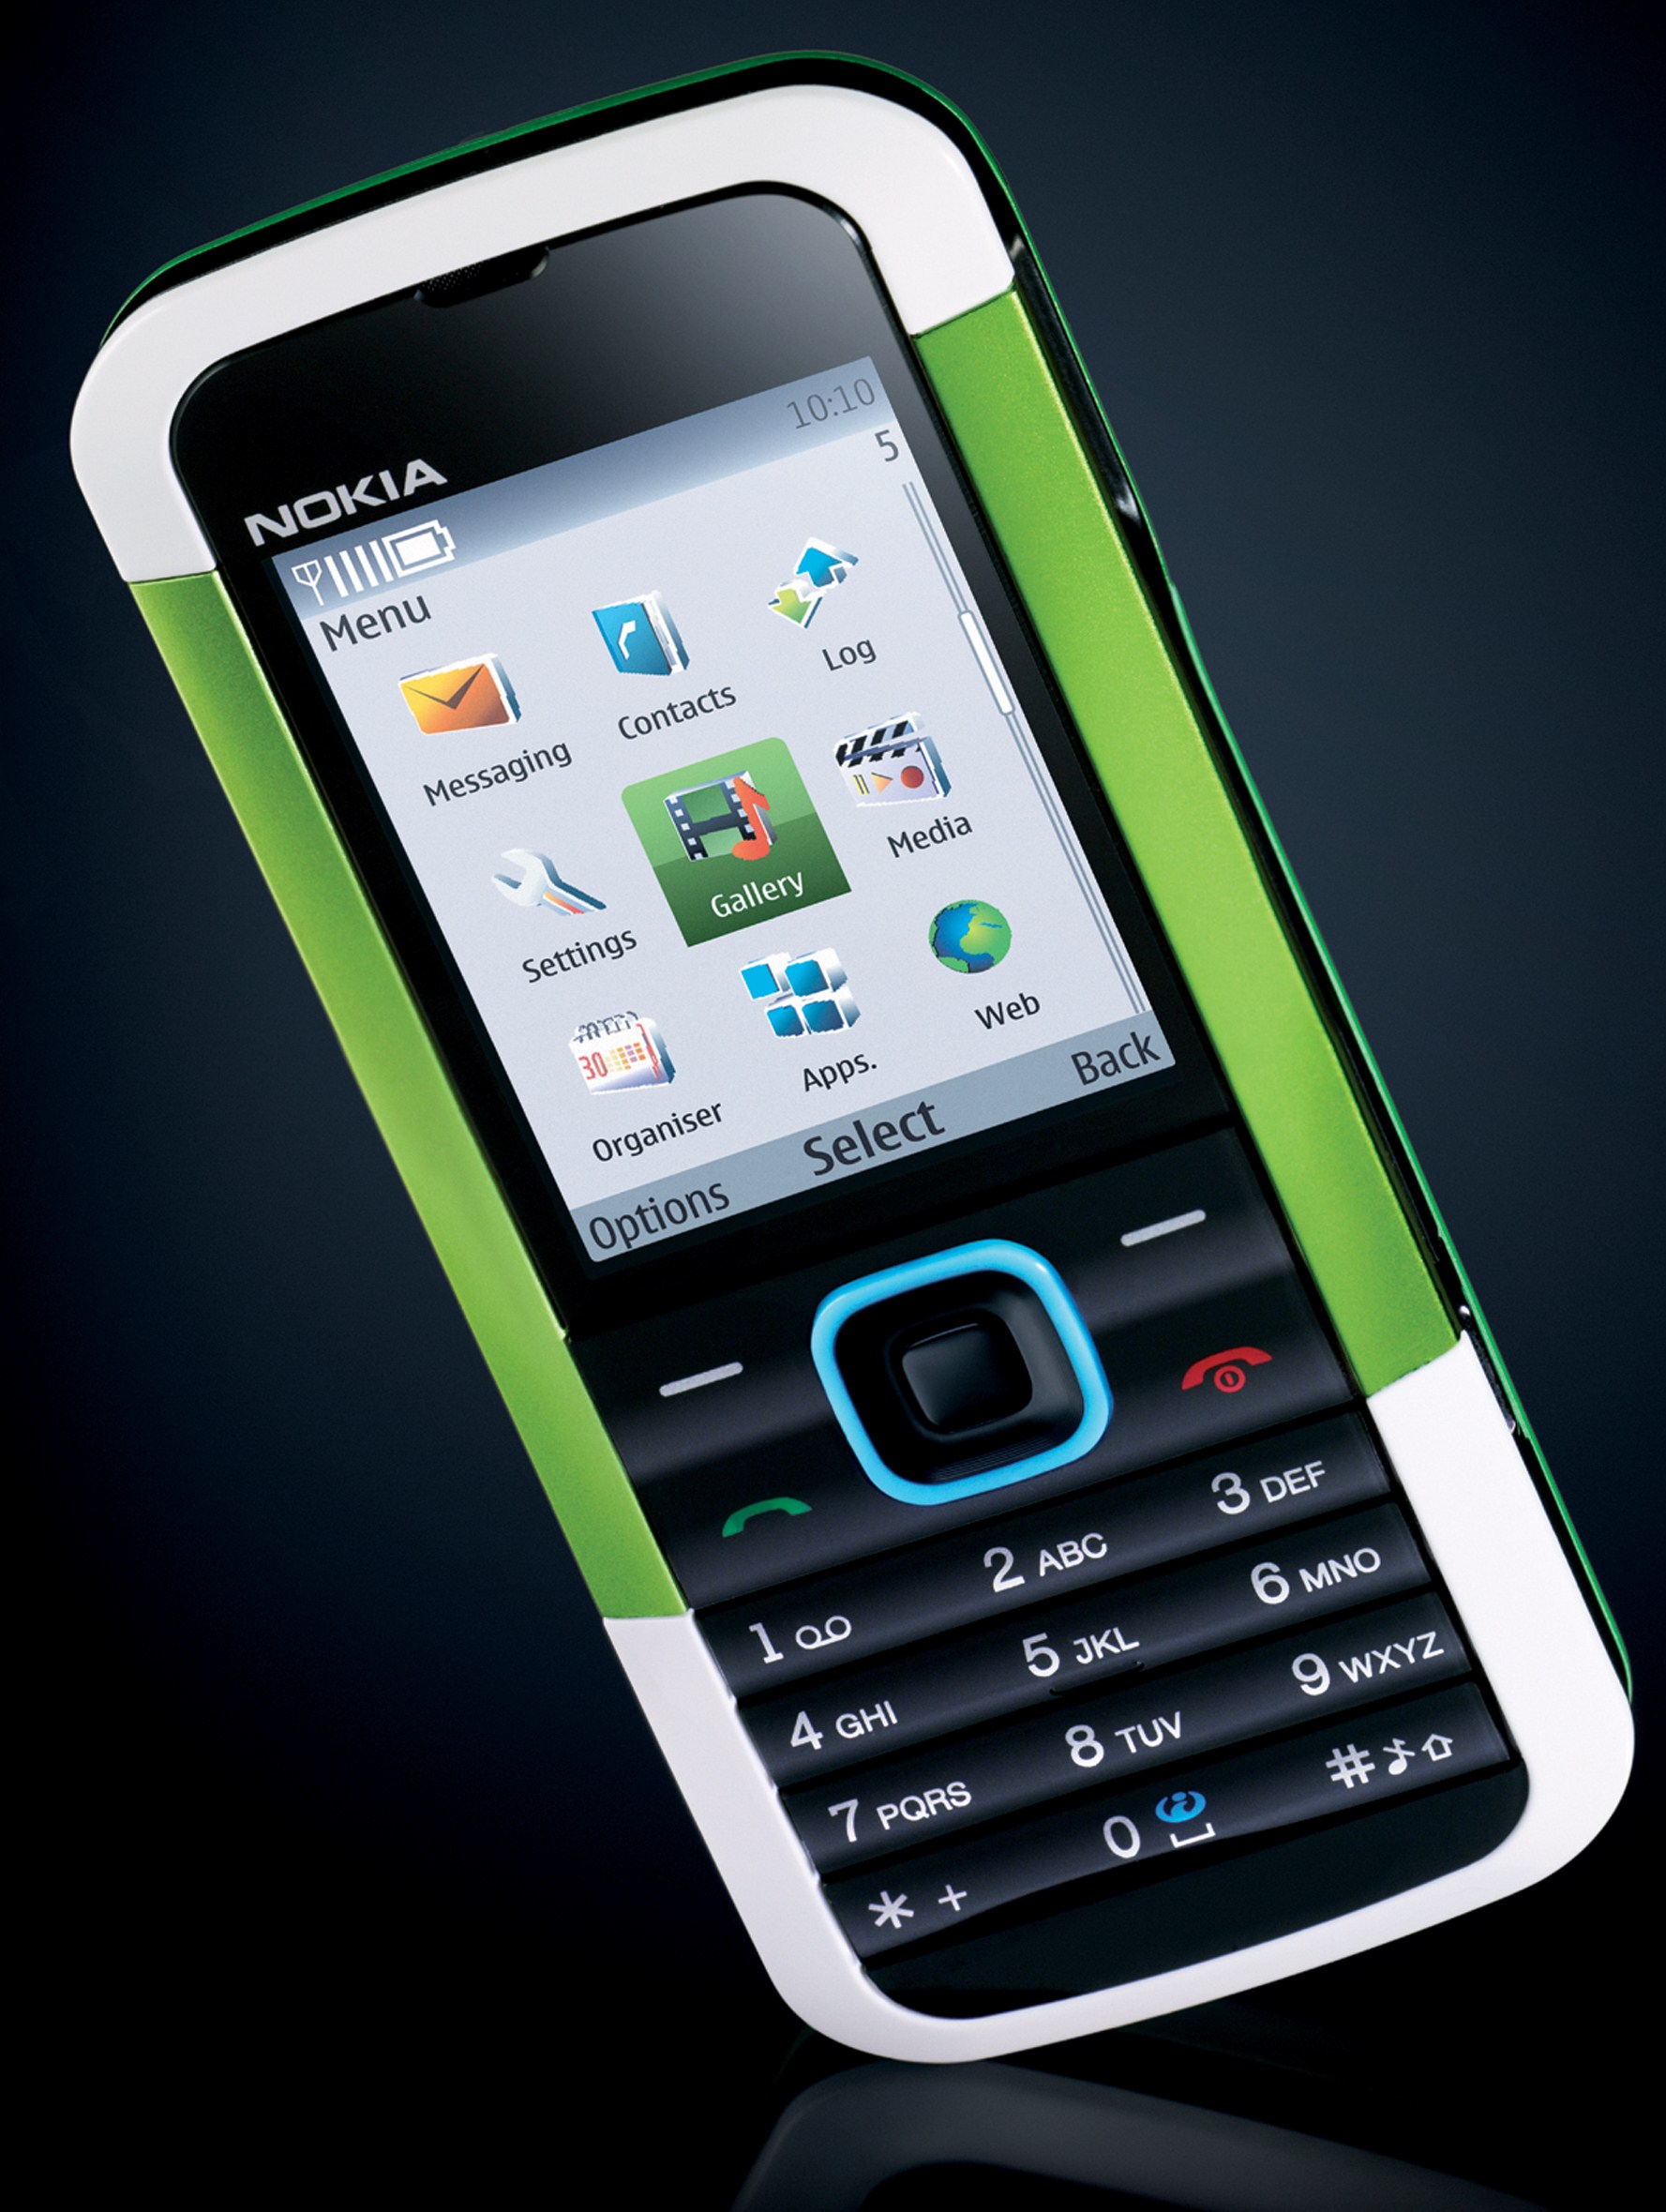 NOKIA
10:10
Menu
5
Messaging
Contacts
Log
Settings
Gallery
Media
30
Organiser
Apps.
Web
Options
Select
Back
1
2 ABC
3 DEF
4 GHI
5 JKL
6 MNO
7 PQRS
8 TUV
9 WXYZ
* +
0
#